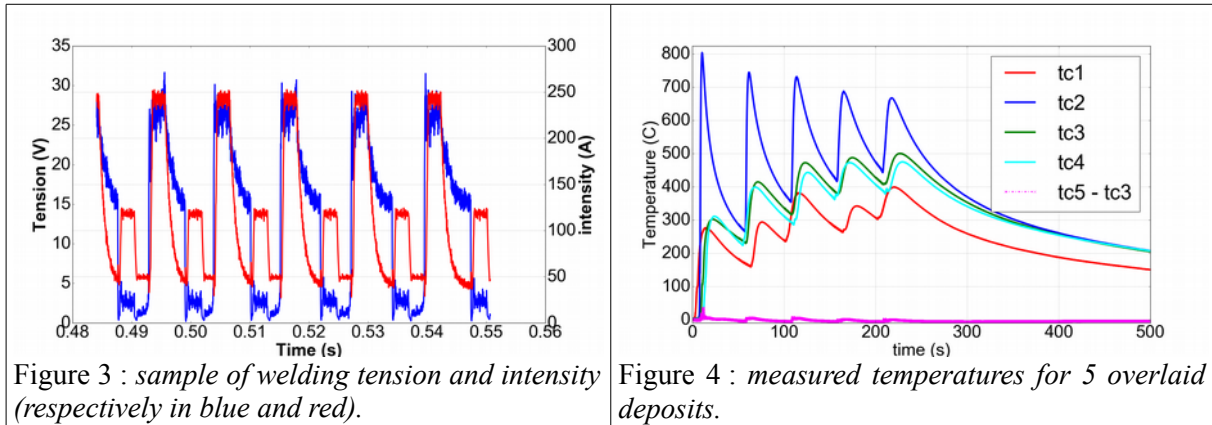 35
30
25
20
15
10
5
0
Tension (V)
300
250
200
150
100
50
0
intensity (A)
0.48 0.49 0.50 0.51 0.52 0.53 0.54 0.55 0.56
Time (s)
Figure 3 : sample of welding tension and intensity
(respectively in blue and red).
800
700
600
500
400
300
200
100
0
Temperature (C)
tc1
tc2
tc3
tc4
tc5 - tc3
0 100 200 300 400 500
time (s)
Figure 4 : measured temperatures for 5 overlaid
deposits.